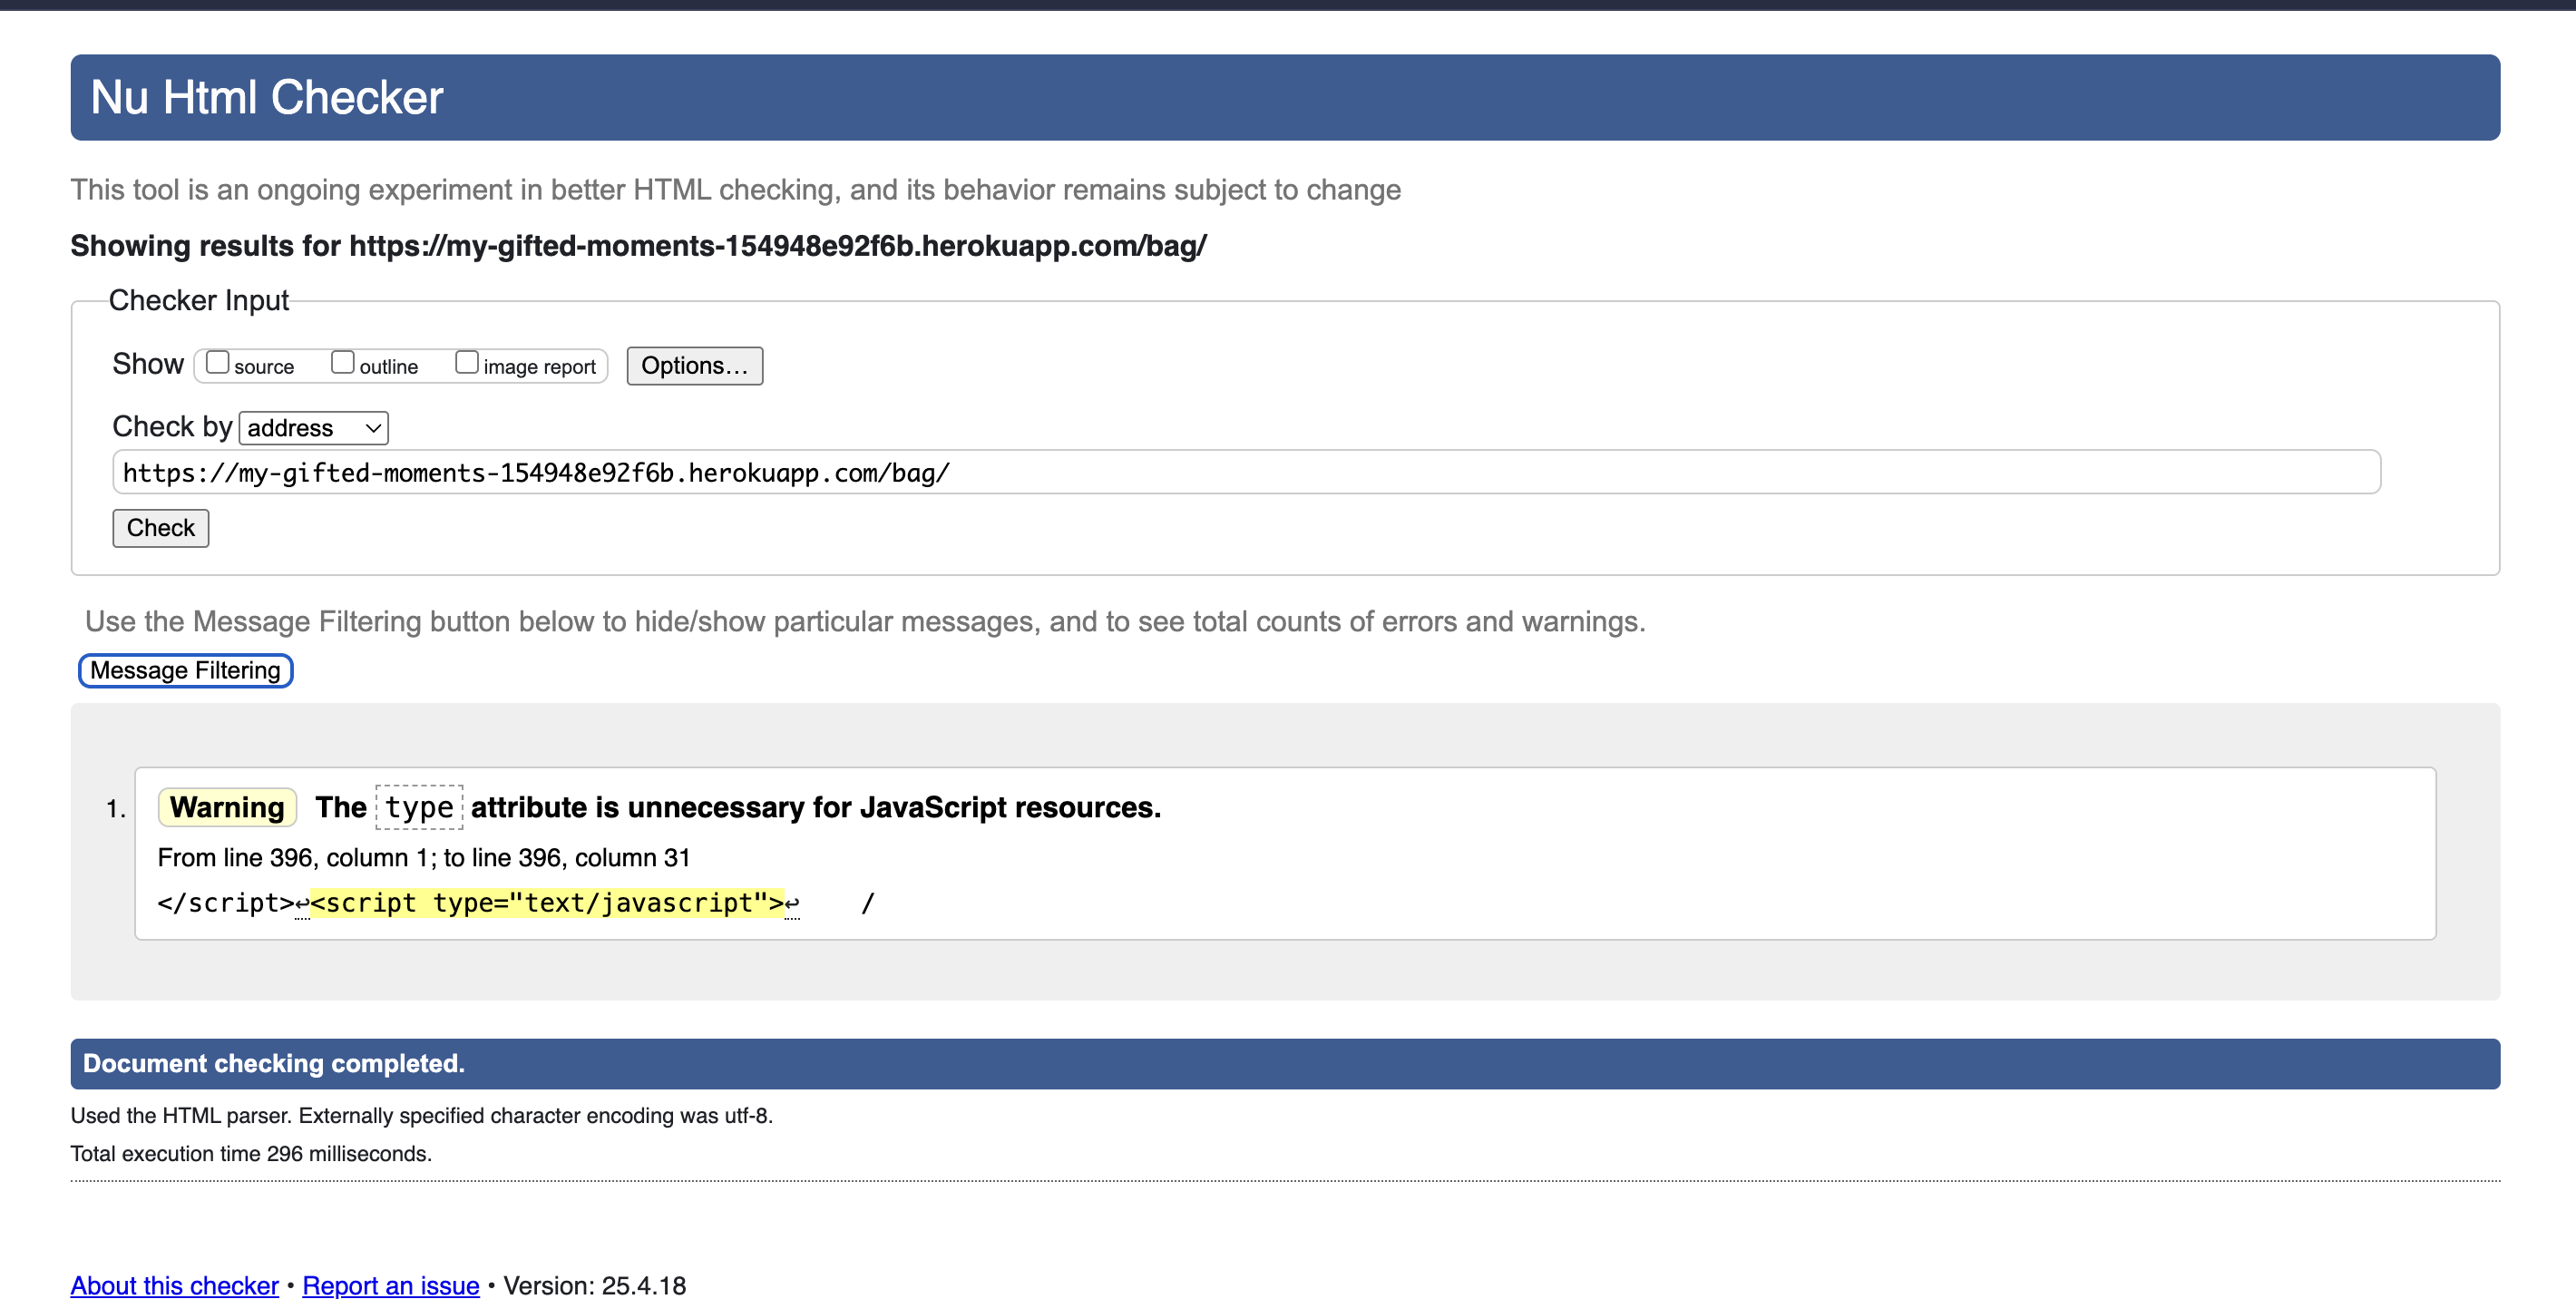 Nu Html Checker
This tool is an ongoing experiment in better HTML checking, and its behavior remains subject to change
Showing results for https://my-gifted-moments-154948e92f6b.herokuapp.com/bag/
Checker Input
Show source outline image report Options...
Check by address
https://my-gifted-moments-154948e92f6b.herokuapp.com/bag/
Check
Use the Message Filtering button below to hide/show particular messages, and to see total counts of errors and warnings.
Message Filtering
1. Warning The type attribute is unnecessary for JavaScript resources.
From line 396, column 1; to line 396, column 31
</script>↩<script type="text/javascript">↩    /
Document checking completed.
Used the HTML parser. Externally specified character encoding was utf-8.
Total execution time 296 milliseconds.
About this checker • Report an issue • Version: 25.4.18